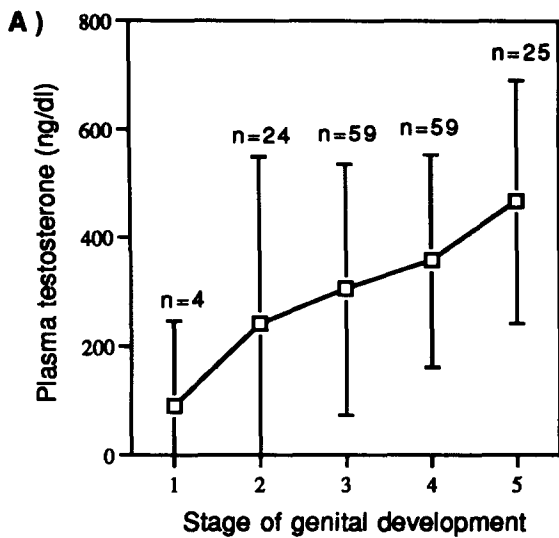 A)
800
600
400
200
0
Plasma testosterone (ng/dl)
n=4
n=24
n=59
n=59
n=25
1 2 3 4 5
Stage of genital development